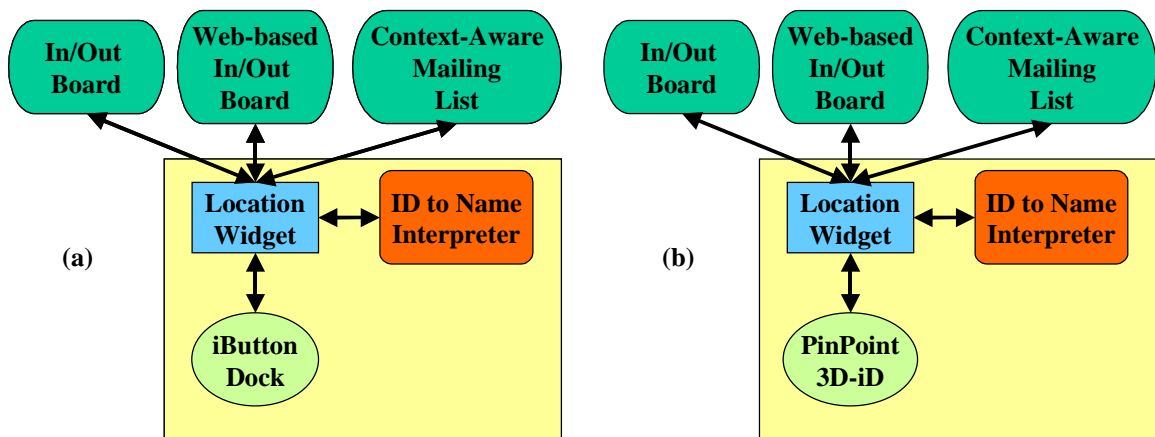 In/Out
Board
Web-based
In/Out
Board
Context-Aware
Mailing
List
Location
Widget
ID to Name
Interpreter
(a)
iButton
Dock
In/Out
Board
Web-based
In/Out
Board
Context-Aware
Mailing
List
Location
Widget
ID to Name
Interpreter
(b)
PinPoint
3D-iD